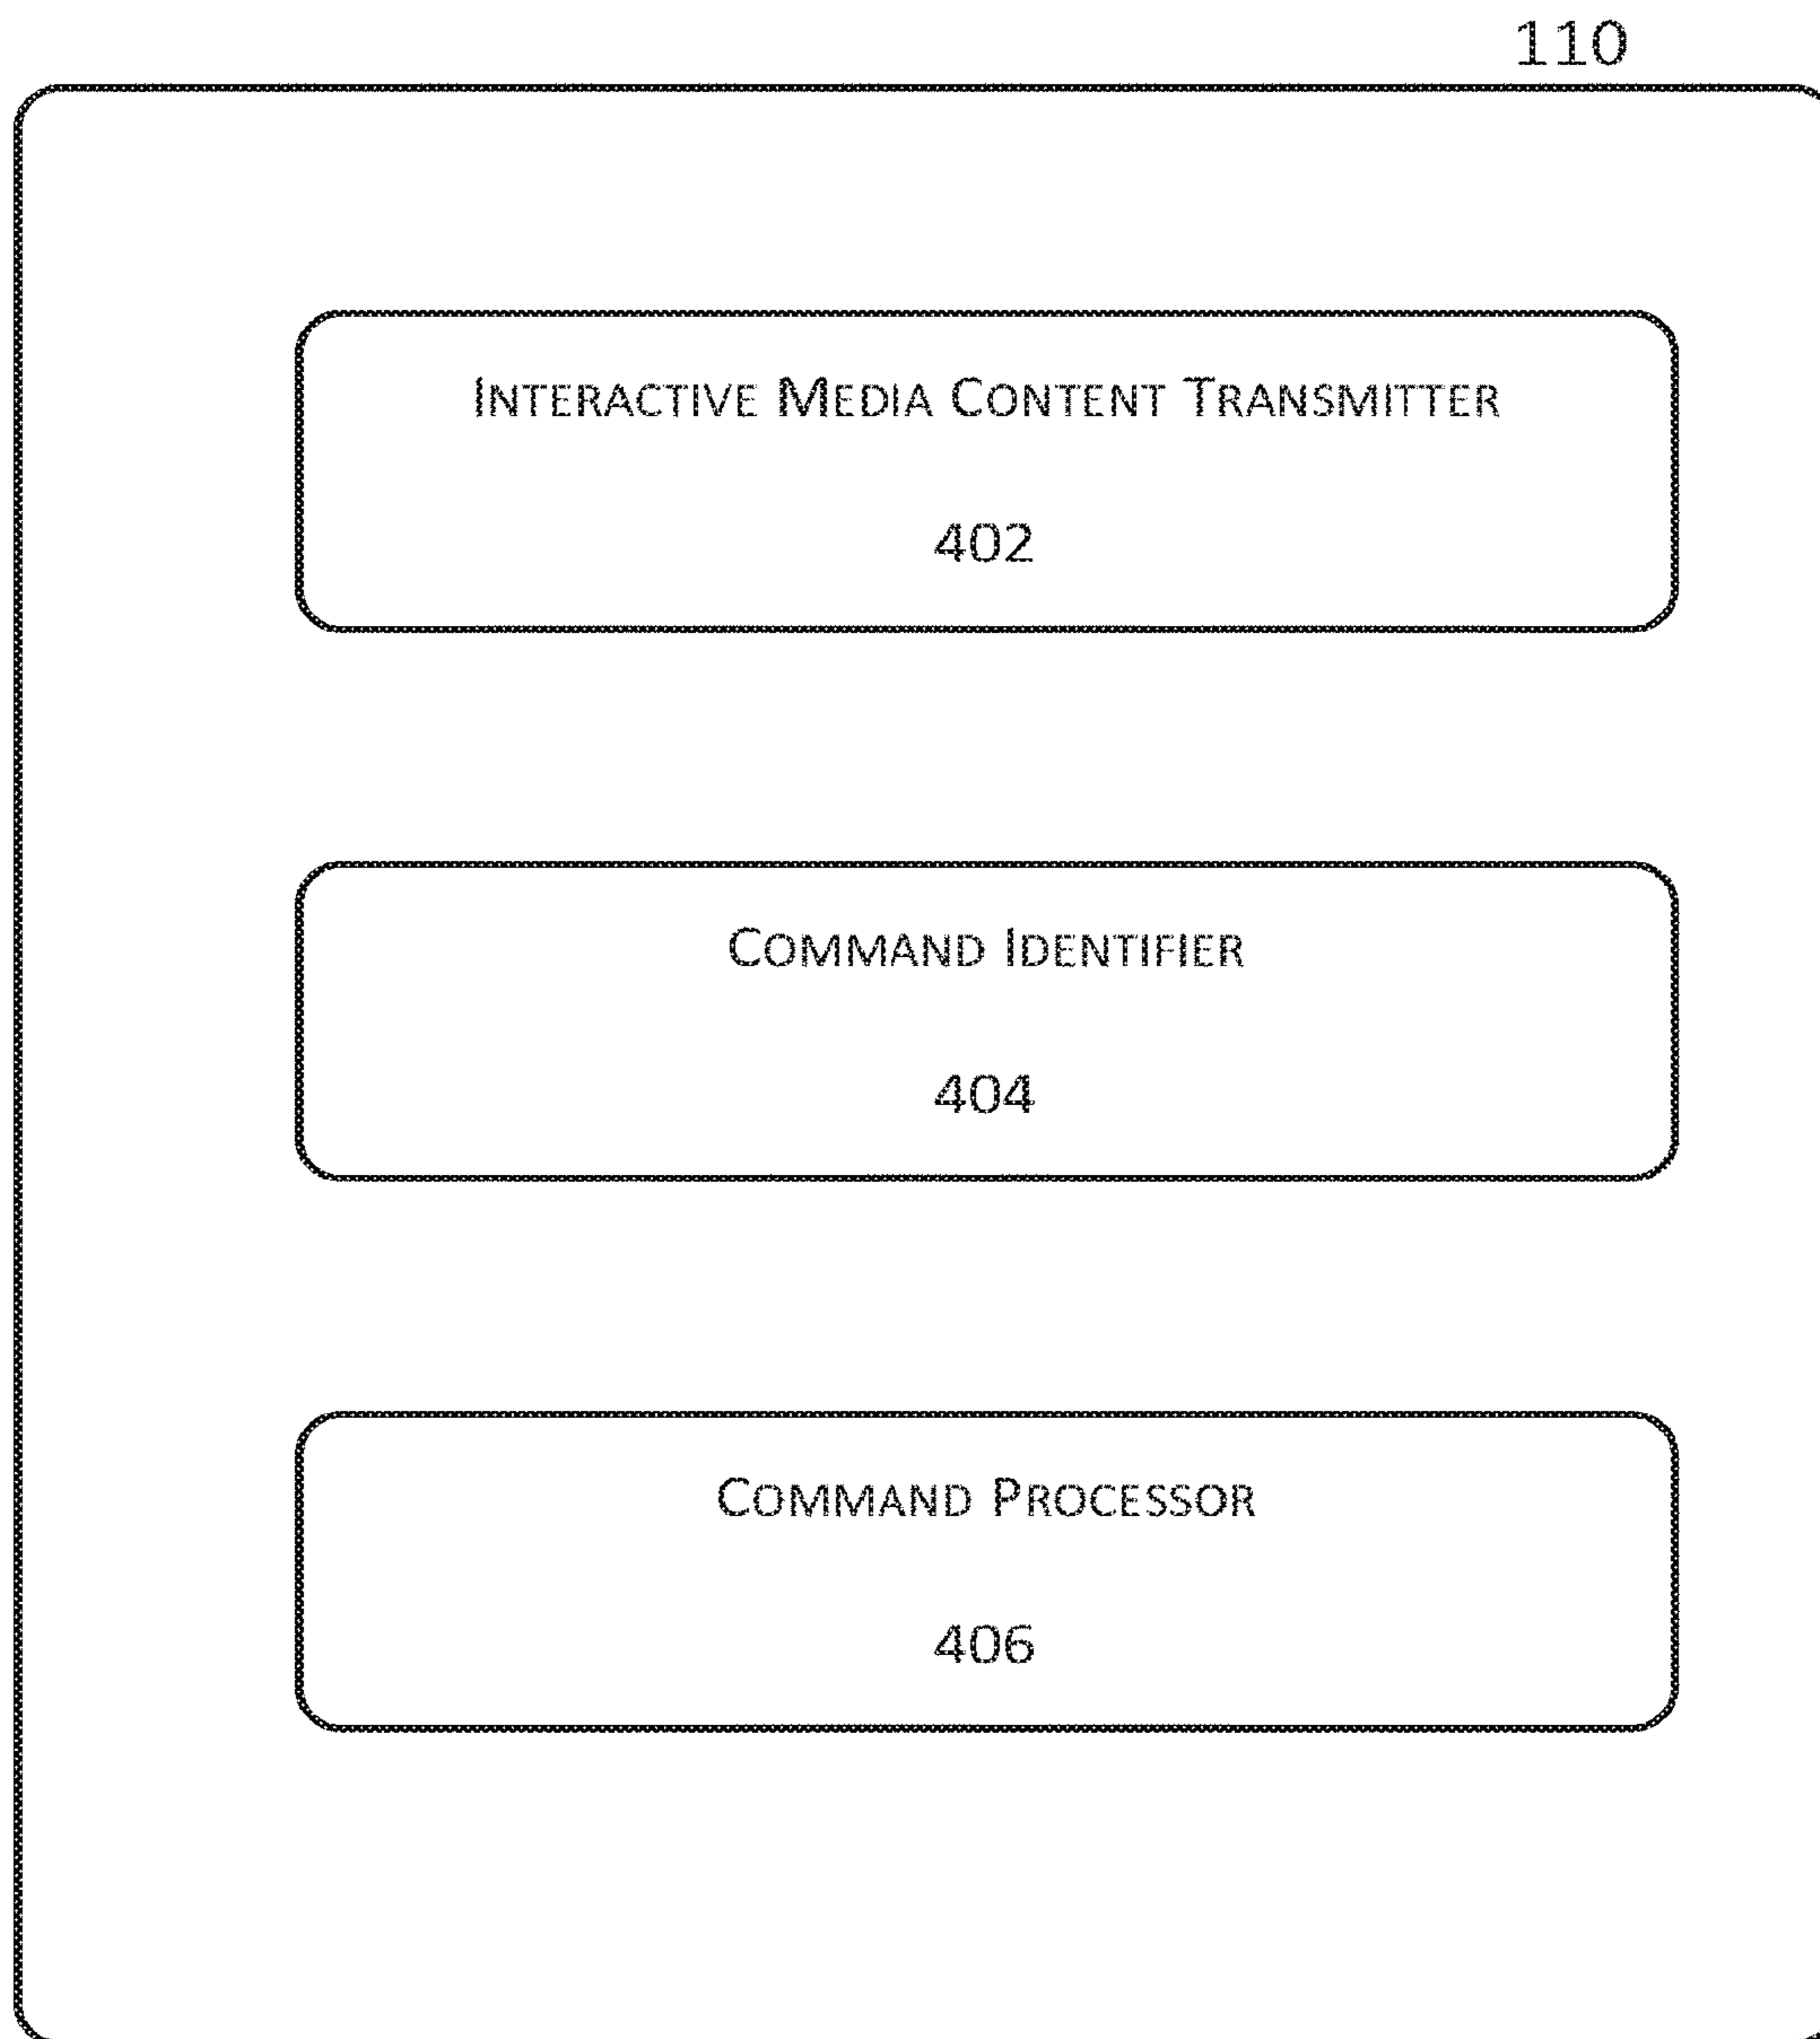 110
INTERACTIVE MEDIA CONTENT TRANSMITTER
402
COMMAND IDENTIFIER
404
COMMAND PROCESSOR
406